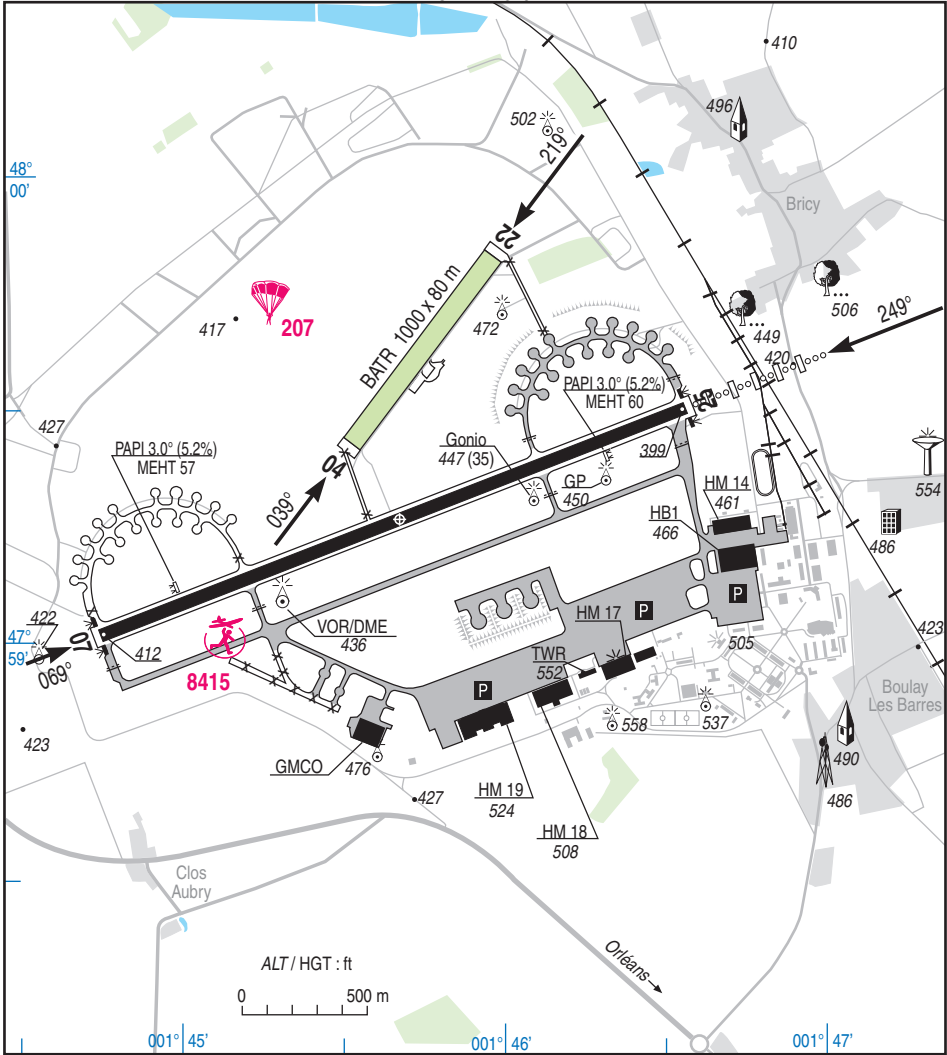 410
496
502
219°
48°
00'
Bricy
22
BATR 1000 x 80 m
506
249°
417
207
472
449
420
PAPI 3.0° (5.2%)
MEHT 60
25
427
PAPI 3.0° (5.2%)
MEHT 57
04
Gonio
447 (35)
399
GP
450
554
HM 14
461
039°
HB1
466
486
422
VOR/DME
436
HM 17
P
P
47°
59'
07
412
069°
8415
TWR
552
505
423
Boulay
Les Barres
P
423
558
537
GMCO
476
490
486
427
HM 19
524
HM 18
508
Clos
Aubry
Orléans
ALT / HGT : ft
0 500 m
001° 45'
001° 46'
001° 47'